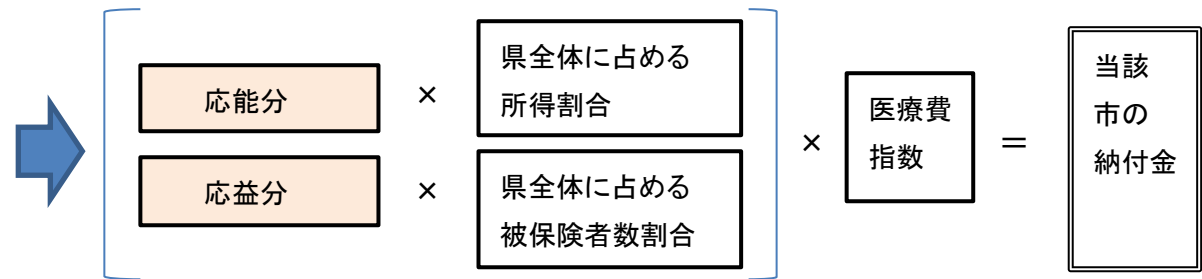 応能分
×
県全体に占める
所得割合
応益分
×
県全体に占める
被保険者数割合
×
医療費
指数
＝
当該
市の
納付金